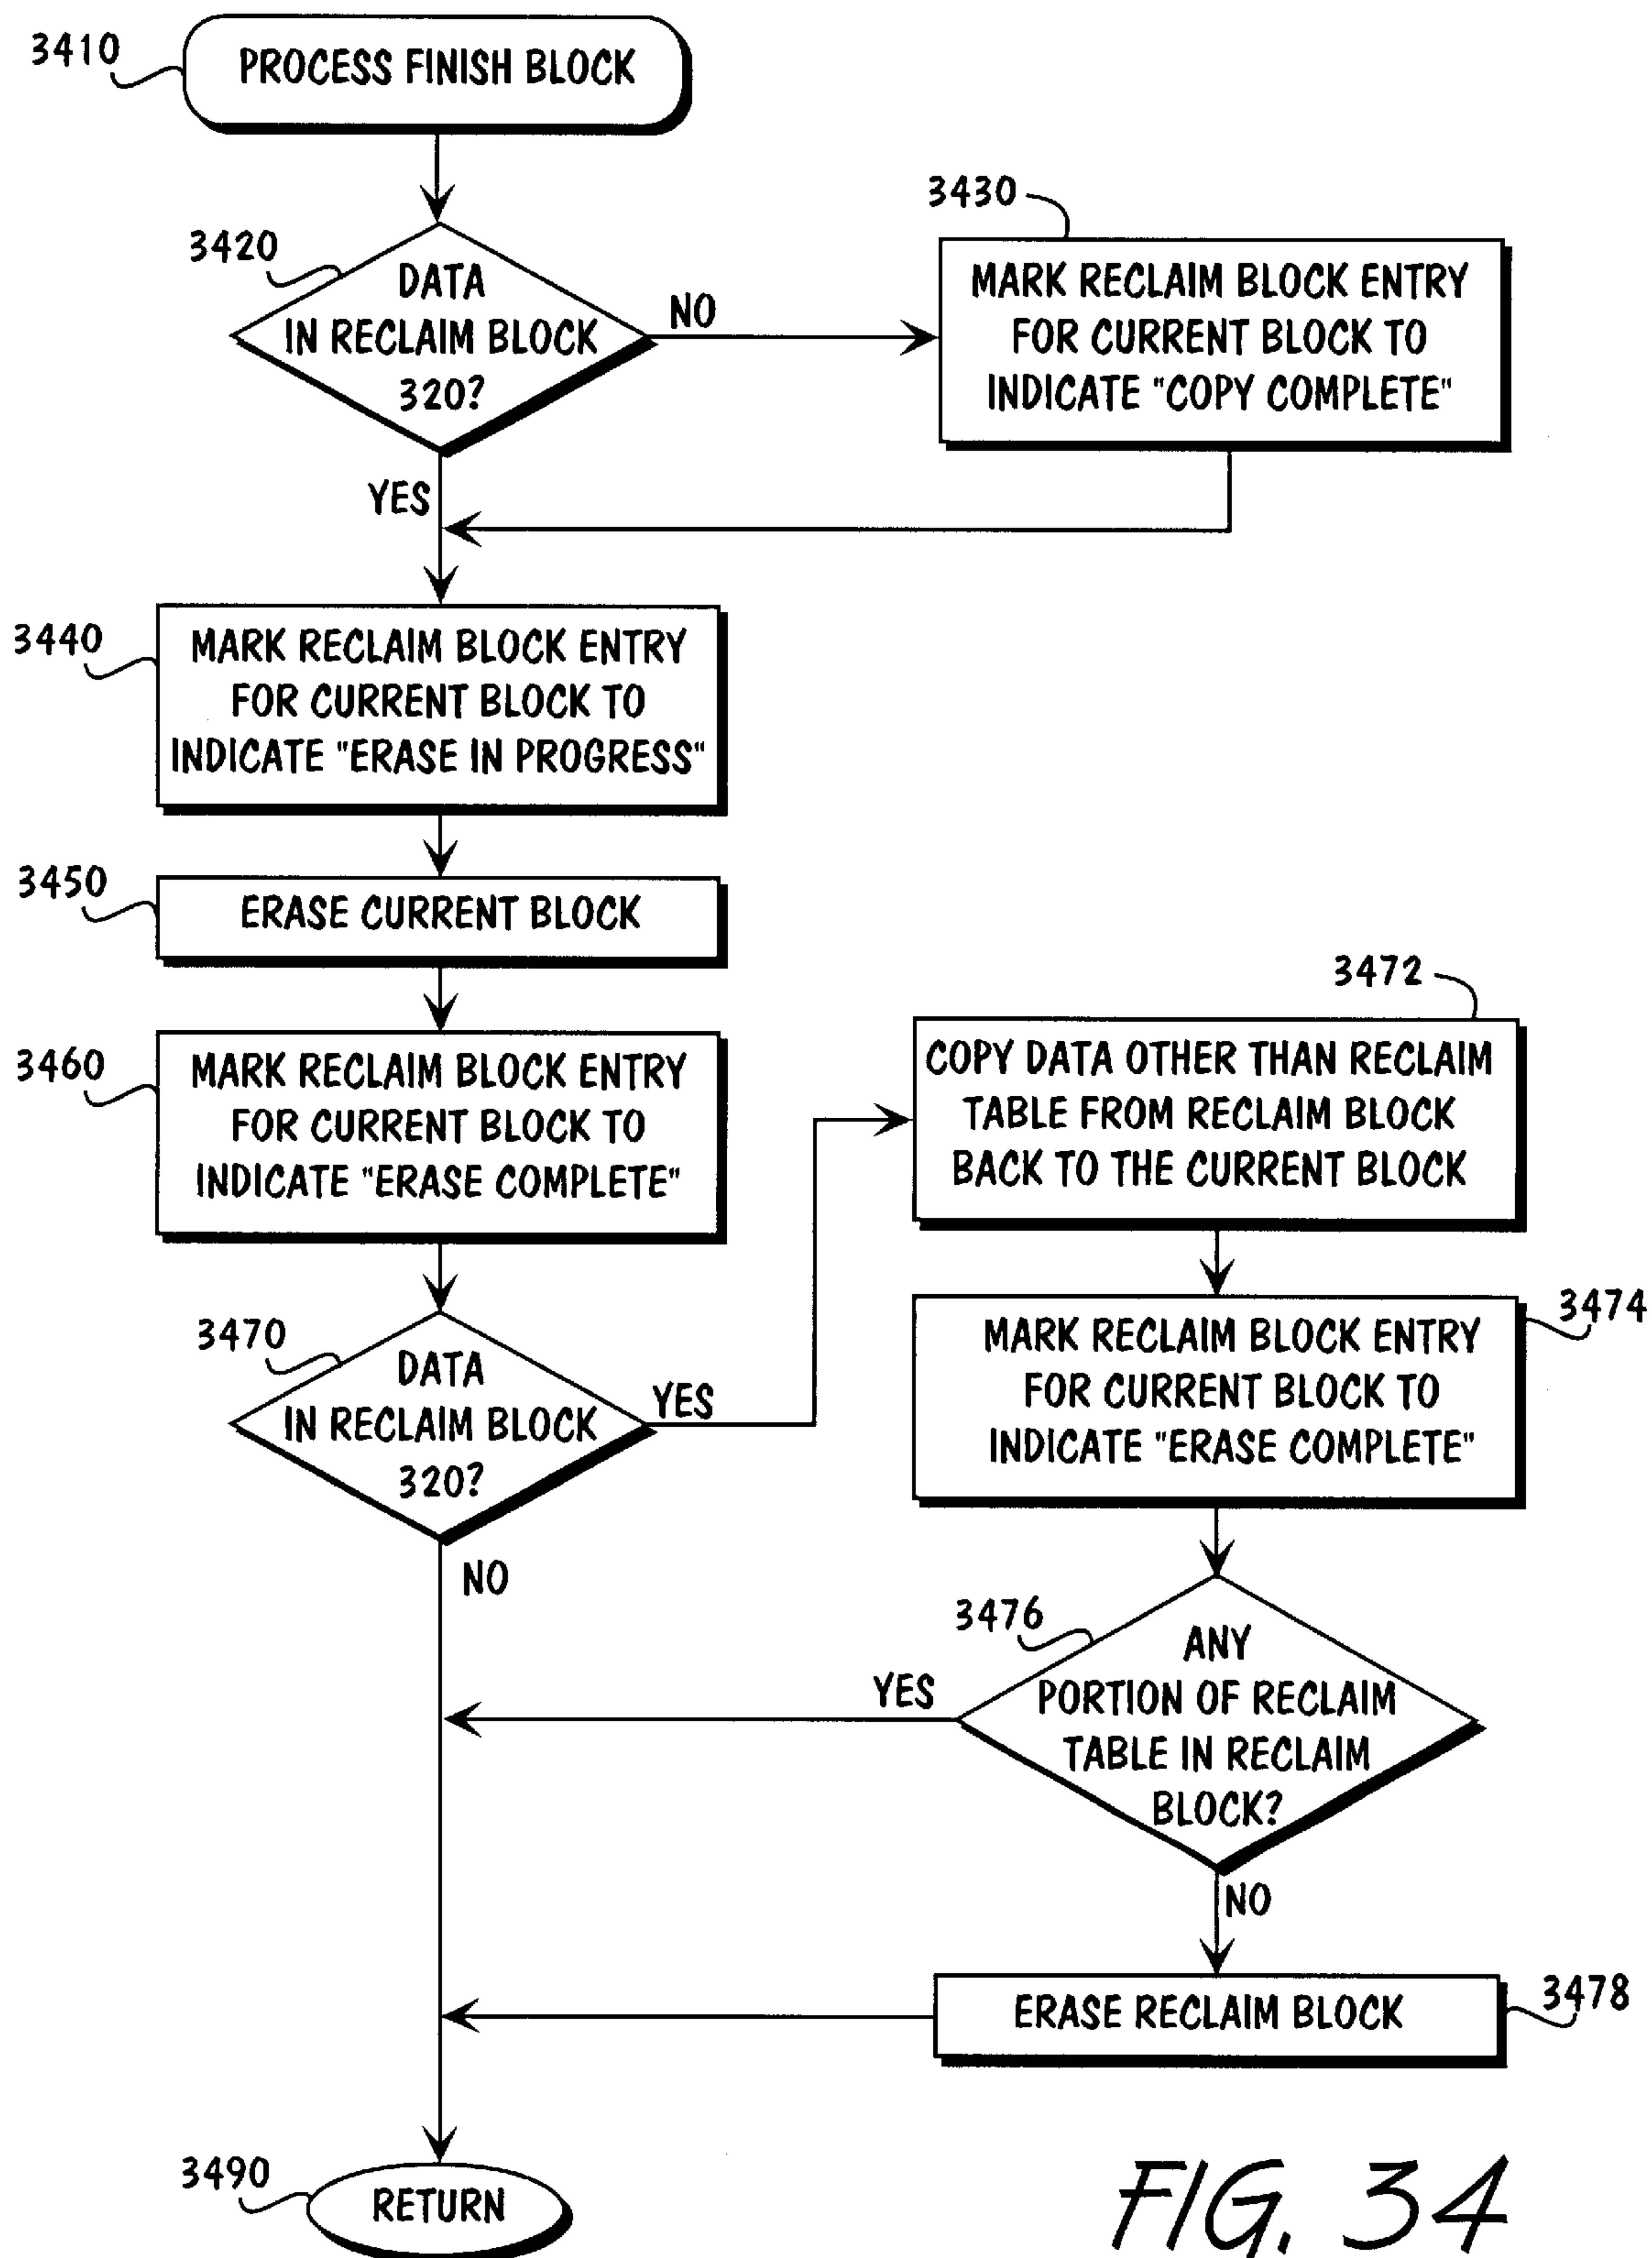 3410
PROCESS FINISH BLOCK
3420
DATA
IN RECLAIM BLOCK
320?
NO
YES
3430
MARK RECLAIM BLOCK ENTRY
FOR CURRENT BLOCK TO
INDICATE "COPY COMPLETE"
3440
MARK RECLAIM BLOCK ENTRY
FOR CURRENT BLOCK TO
INDICATE "ERASE IN PROGRESS"
3450
ERASE CURRENT BLOCK
3460
MARK RECLAIM BLOCK ENTRY
FOR CURRENT BLOCK TO
INDICATE "ERASE COMPLETE"
3470
DATA
IN RECLAIM BLOCK
320?
YES
NO
3472
COPY DATA OTHER THAN RECLAIM
TABLE FROM RECLAIM BLOCK
BACK TO THE CURRENT BLOCK
3474
MARK RECLAIM BLOCK ENTRY
FOR CURRENT BLOCK TO
INDICATE "ERASE COMPLETE"
3476
ANY
PORTION OF RECLAIM
TABLE IN RECLAIM
BLOCK?
YES
NO
3478
ERASE RECLAIM BLOCK
3490
RETURN
FIG. 34